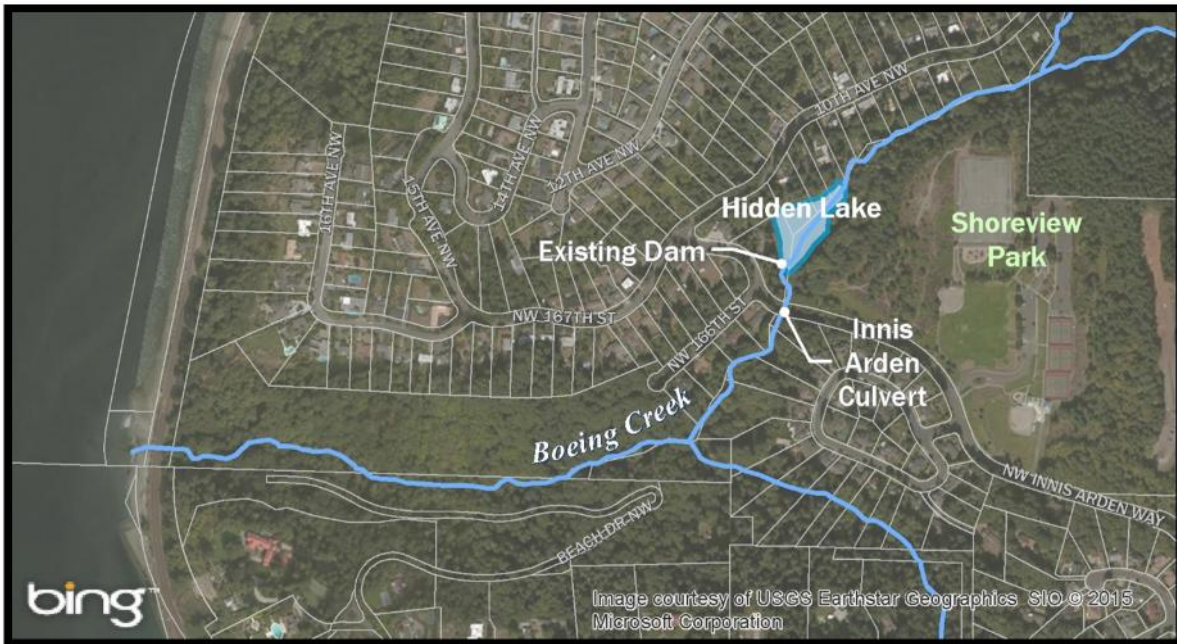 10TH AVE NW
14TH AVE NW
12TH AVE NW
16TH AVE NW
15TH AVE NW
Hidden Lake
Shoreview
Park
Existing Dam
NW 167TH ST
NW 166TH ST
Innis
Arden
Culvert
Boeing Creek
NW INNIS ARDEN WAY
BEACH DR NW
bing™
Image courtesy of USGS Earthstar Geographics SIO © 2015
Microsoft Corporation